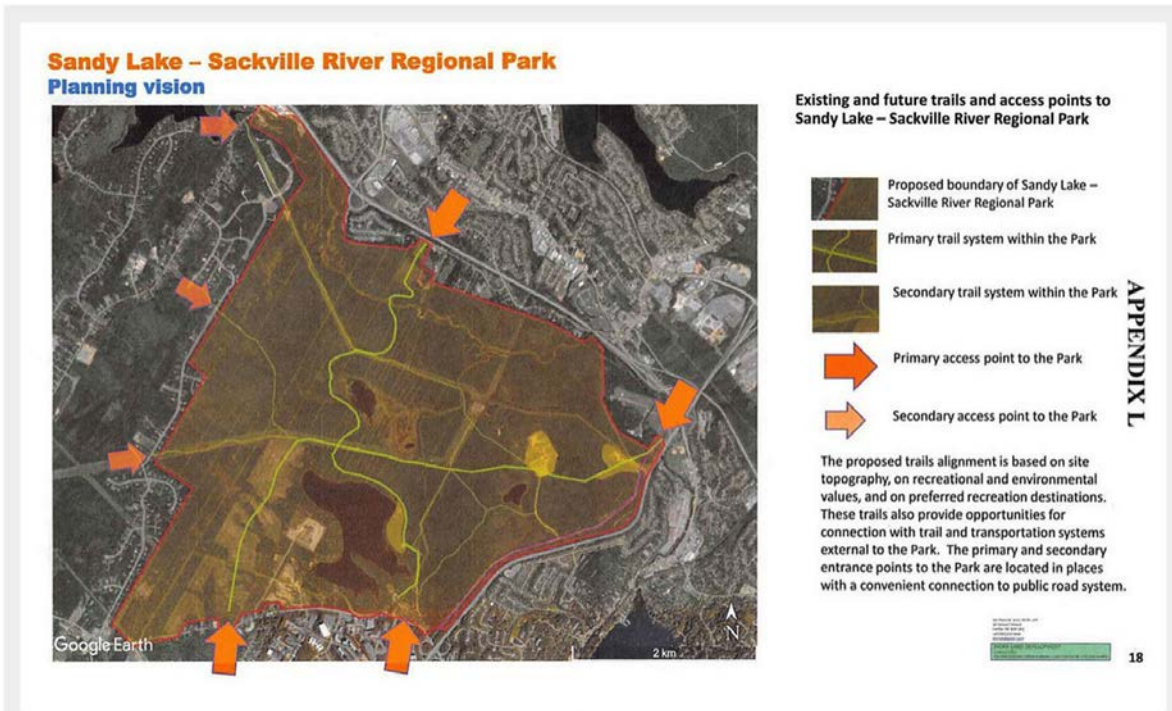 Sandy Lake – Sackville River Regional Park
Planning vision
Existing and future trails and access points to
Sandy Lake – Sackville River Regional Park
Proposed boundary of Sandy Lake –
Sackville River Regional Park
Primary trail system within the Park
Secondary trail system within the Park
Primary access point to the Park
Secondary access point to the Park
APPENDIX L
The proposed trails alignment is based on site
topography, on recreational and environmental
values, and on preferred recreation destinations.
These trails also provide opportunities for
connection with trail and transportation systems
external to the Park. The primary and secondary
entrance points to the Park are located in places
with a convenient connection to public road system.
Google Earth
N
2 km
18